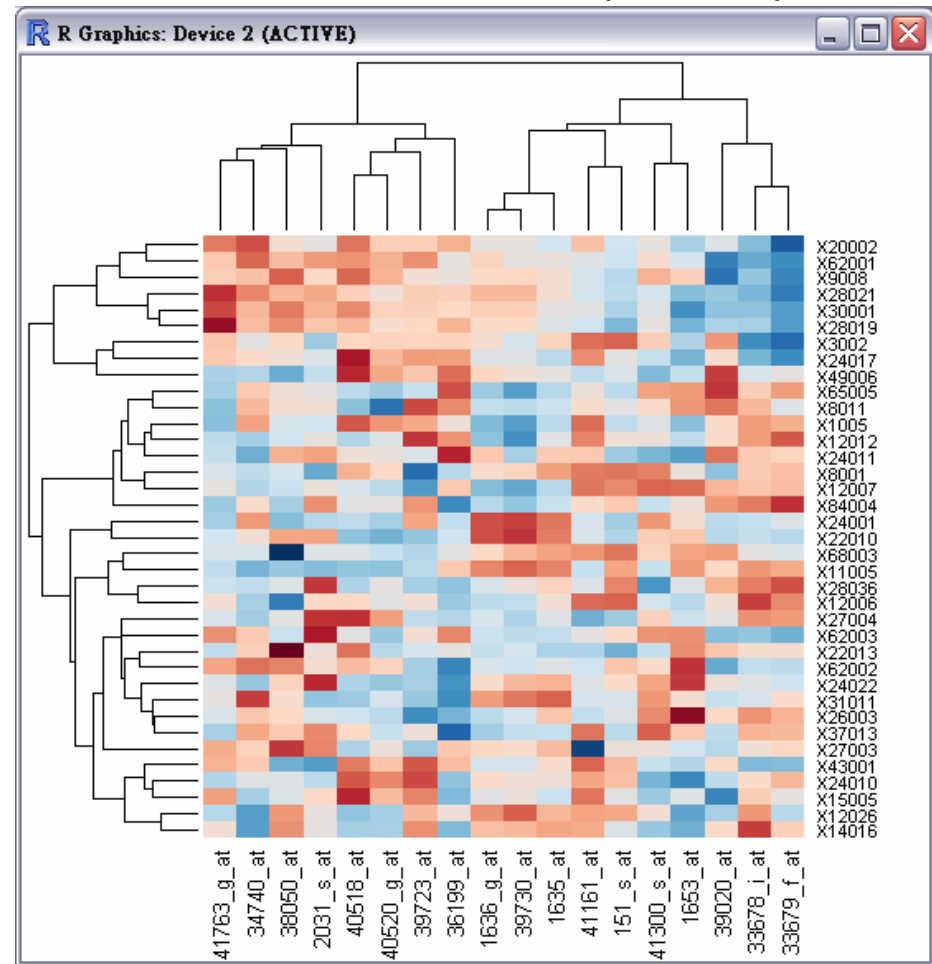 R R Graphics: Device 2 (ACTIVE)
X20002
X62001
X9008
X28021
X30001
X28019
X3002
X24017
X49006
X65005
X8011
X1005
X12012
X24011
X8001
X12007
X84004
X24001
X22010
X68003
X11005
X28036
X12006
X27004
X62003
X22013
X62002
X24022
X31011
X26003
X37013
X27003
X43001
X24010
X15005
X12026
X14016
41763_g_at
34740_at
38050_at
2031_s_at
40518_at
40520_g_at
39723_at
36199_at
1636_g_at
39730_at
1635_at
41161_at
151_s_at
41300_s_at
1653_at
39020_at
33678_i_at
33679_f_at